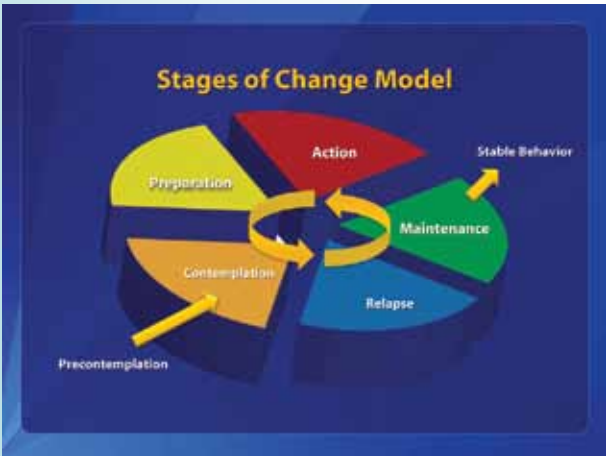 Stages of Change Model
Action
Stable Behavior
Preparation
Maintenance
Contemplation
Relapse
Precontemplation